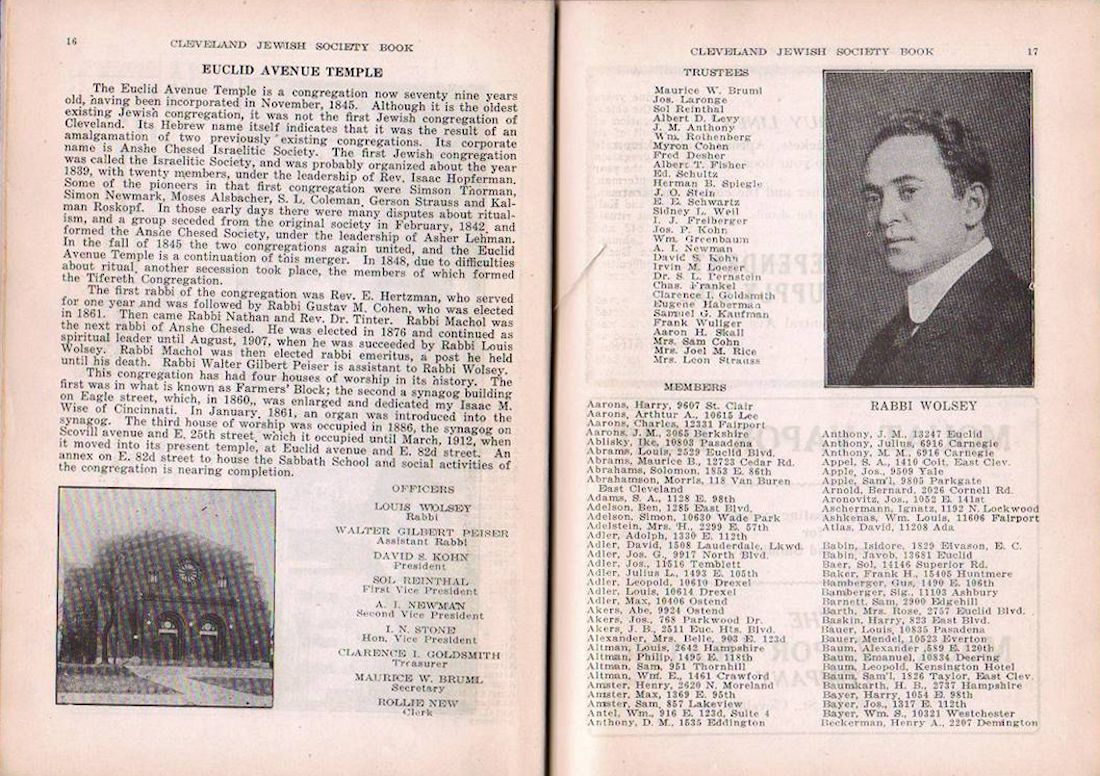 16
CLEVELAND JEWISH SOCIETY BOOK
EUCLID AVENUE TEMPLE
The Euclid Avenue Temple is a congregation now seventy nine years
old, having been incorporated in November, 1845. Although it is the oldest
existing Jewish congregation, it was not the first Jewish congregation of
Cleveland. Its Hebrew name itself indicates that it was the result of an
amalgamation of two previously existing congregations. Its corporate
name is Anshe Chesed Israelitic Society. The first Jewish congregation
was called the Israelitic Society, and was probably organized about the year
1839, with twenty members, under the leadership of Rev. Isaac Hopferman.
Some of the pioneers in that first congregation were Simson Thorman,
Simon Newmark, Moses Alsbacher, S. L. Coleman, Gerson Strauss and Kal-
man Roskopf. In those early days there were many disputes about ritual-
ism, and a group seceded from the original society in February, 1842, and
formed the Anshe Chesed Society, under the leadership of Asher Lehman.
In the fall of 1845 the two congregations again united, and the Euclid
Avenue Temple is a continuation of this merger. In 1848, due to difficulties
about ritual, another secession took place, the members of which formed
the Tifereth Congregation.
The first rabbi of the congregation was Rev. E. Hertzman, who served
for one year and was followed by Rabbi Gustav M. Cohen, who was elected
in 1861. Then came Rabbi Nathan and Rev. Dr. Tinter. Rabbi Machol was
the next rabbi of Anshe Chesed. He was elected in 1876 and continued as
spiritual leader until August, 1907, when he was succeeded by Rabbi Louis
Wolsey. Rabbi Machol was then elected rabbi emeritus, a post he held
until his death. Rabbi Walter Gilbert Peiser is assistant to Rabbi Wolsey.
This congregation has had four houses of worship in its history. The
first was in what is known as Farmers' Block; the second a synagog building
on Eagle street, which, in 1860,, was enlarged and dedicated my Isaac M.
Wise of Cincinnati. In January, 1861, an organ was introduced into the
synagog. The third house of worship was occupied in 1886, the synagog on
Scovill avenue and E. 25th street, which it occupied until March, 1912, when
it moved into its present temple, at Euclid avenue and E. 82d street. An
annex on E. 82d street to house the Sabbath School and social activities of
the congregation is nearing completion.
OFFICERS
LOUIS WOLSEY
Rabbi
WALTER GILBERT PEISER
Assistant Rabbi
DAVID S. KOHN
President
SOL REINTHAL
First Vice President
A. I. NEWMAN
Second Vice President
I. N. STONE
Hon. Vice President
CLARENCE I. GOLDSMITH
Treasurer
MAURICE W. BRUML
Secretary
ROLLIE NEW
Clerk
CLEVELAND JEWISH SOCIETY BOOK
17
TRUSTEES
Maurice W. Bruml
Jos. Laronge
Sol Reinthal
Albert D. Levy
J. M. Anthony
Wm. Rothenberg
Myron Cohen
Fred Desher
Albert T. Fisher
Ed. Schultz
Herman B. Spiegle
J. O. Stein
E. E. Schwartz
Sidney L. Weil
I. J. Freiberger
Jos. P. Kohn
Wm. Greenbaum
A. I. Newman
David S. Kohn
Irvin M. Loeser
Dr. S. L. Pernstein
Chas. Frankel
Clarence I. Goldsmith
Eugene Haberman
Samuel G. Kaufman
Frank Wullger
Aaron H. Skall
Mrs. Sam Cohn
Mrs. Joel M. Rice
Mrs. Leon Strauss
MEMBERS
Aarons, Harry, 9607 St. Clair
Aarons, Arthtur A., 10615 Lee
Aarons, Charles, 12331 Fairport
Aarons, J. M., 3065 Berkshire
Ablisky, Ike, 10803 Pasadena
Abrams, Louis, 2529 Euclid Blvd.
Abrams, Maurice B., 12723 Cedar Rd.
Abrahams, Solomon, 1853 E. 86th
Abrahamson, Morris, 118 Van Buren
East Cleveland
Adams, S. A., 1128 E. 98th
Adelson, Ben, 1285 East Blvd.
Adelson, Simon, 10630 Wade Park
Adelstein, Mrs. H., 2299 E. 57th
Adler, Adolph, 1330 E. 112th
Adler, David, 1508 Lauderdale, Lkwd.
Adler, Jos. G., 9917 North Blvd.
Adler, Jos., 11516 Temblett
Adler, Julius L., 1493 E. 105th
Adler, Leopold, 10610 Drexel
Adler, Louis, 10614 Drexel
Adler, Max, 10406 Ostend
Akers, Abe, 9924 Ostend
Akers, Jos., 768 Parkwood Dr.
Akers, J. B., 2511 Euc. Hts. Blvd.
Alexander, Mrs. Belle, 903 E. 123d
Altman, Louis, 2642 Hampshire
Altman, Philip, 1495 E. 118th
Altman, Sam, 951 Thornhill
Altman, Wm. E., 1461 Crawford
Amster, Henry, 2620 N. Moreland
Amster, Max, 1369 E. 95th
Amster, Sam, 857 Lakeview
Antel, Wm., 916 E. 123d, Suite 4
Anthony, D. M., 1535 Eddington
RABBI WOLSEY
Anthony, J. M., 13247 Euclid
Anthony, Julius, 6916 Carnegie
Anthony, M. M., 6916 Carnegie
Appel, S. A., 1410 Coit, East Clev.
Apple, Jos., 9509 Yale
Apple, Sam'l, 9805 Parkgate
Arnold, Bernard, 2026 Cornell Rd.
Aronovitz, Jos., 1052 E. 141st
Aschermann, Ignatz, 1192 N. Lockwood
Ashkenas, Wm. Louis, 11606 Fairport
Atlas, David, 11208 Ada
Babin, Isidore, 1829 Elvason, E. C.
Babin, Javob, 13681 Euclid
Baer, Sol, 14146 Superior Rd.
Baker, Frank H., 15405 Huntmere
Bamberger, Gus, 1490 E. 106th
Bamberger, Sig., 11103 Ashbury
Barnett, Sam, 2900 Edgehill
Barth, Mrs. Rose, 2757 Euclid Blvd.
Baskin, Harry, 823 East Blvd.
Bauer, Louis, 10835 Pasadena
Bauer, Mendel, 10523 Everton
Baum, Alexander ,589 E. 120th
Baum, Emanuel, 10834 Deering
Baum, Leopold, Kensington Hotel
Baum, Sam'l, 1826 Taylor, East Clev.
Baumkarth, H. B., 2737 Hampshire
Bayer, Harry, 1054 E. 98th
Bayer, Jos., 1317 E. 112th
Bayer, Wm. S., 10321 Westchester
Beckerman, Henry A., 2207 Demington